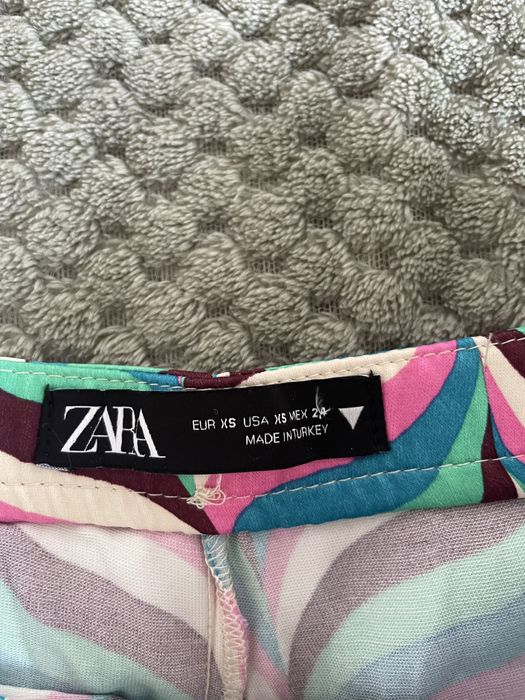 ZARA
EUR XS USA XS MEX 24
MADE IN TURKEY